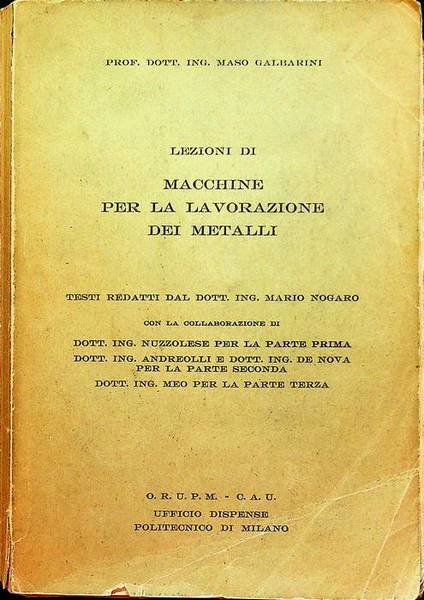 PROF. DOTT. ING. MASO GALBARINI
LEZIONI DI
MACCHINE
PER LA LAVORAZIONE
DEI METALLI
TESTI REDATTI DAL DOTT. ING. MARIO NOGARO
CON LA COLLABORAZIONE DI
DOTT. ING. NUZZOLESE PER LA PARTE PRIMA
DOTT. ING. ANDREOLLI E DOTT. ING. DE NOVA
PER LA PARTE SECONDA
DOTT. ING. MEO PER LA PARTE TERZA
O. R. U. P. M. - C. A. U.
UFFICIO DISPENSE
POLITECNICO DI MILANO